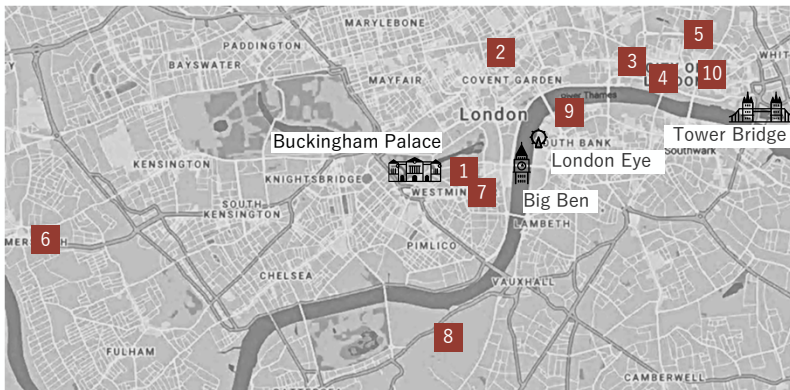 MARYLEBONE
5
2
PADDINGTON
3
WHIT
BAYSWATER
10
MAYFAIR
COVENT GARDEN
4
River Thames
London
9
Tower Bridge
Buckingham Palace
SOUTH BANK
Southwark
London Eye
KENSINGTON
1
KNIGHTSBRIDGE
7
WESTMIN
Big Ben
SOUTH
KENSINGTON
LAMBETH
6
PIMLICO
CHELSEA
VAUXHALL
8
FULHAM
CAMBERWELL